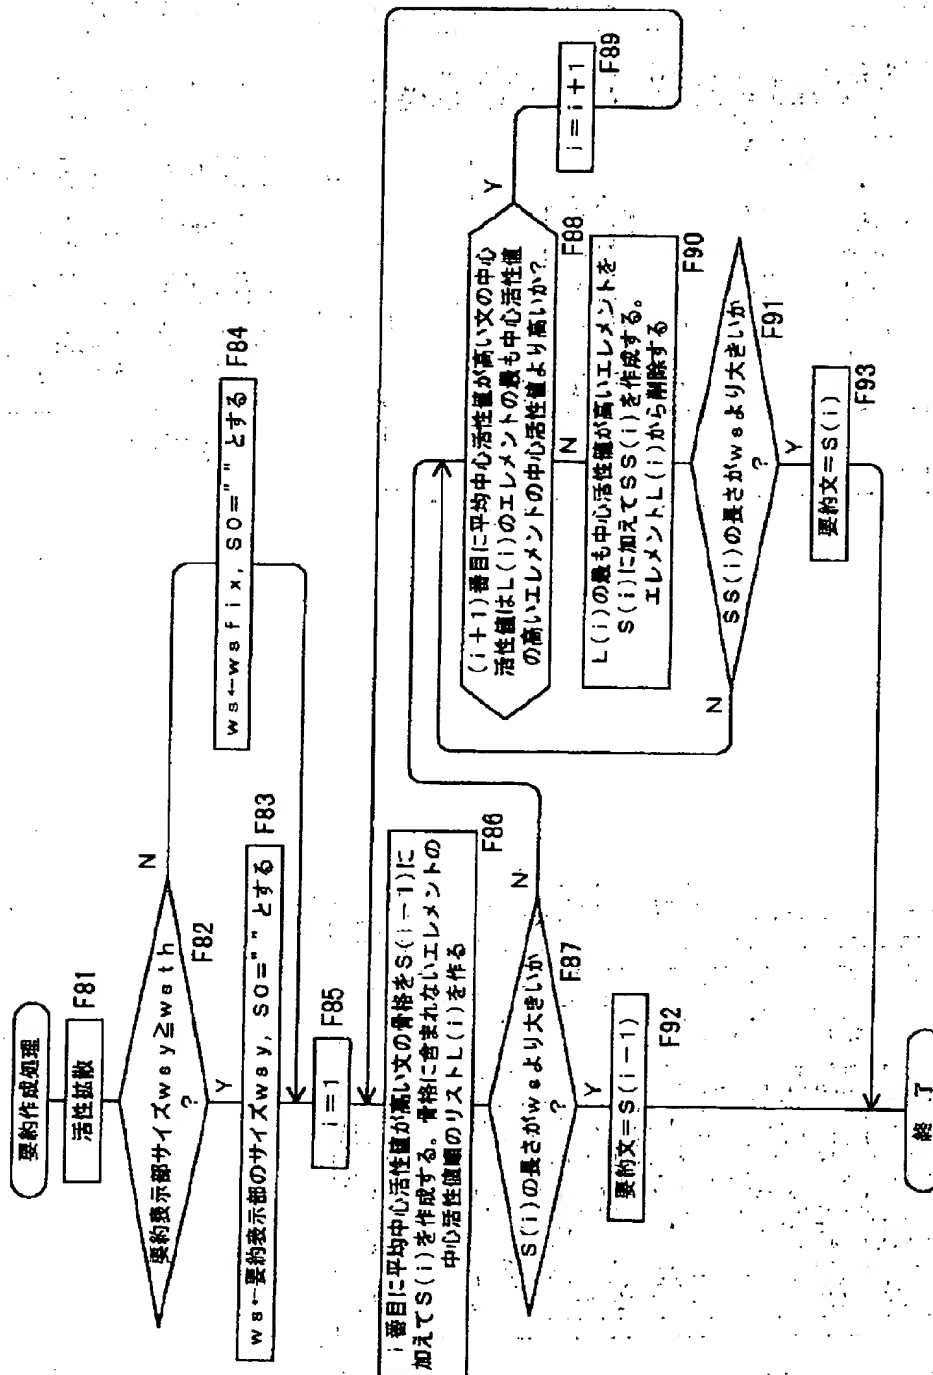 要約作成処理
活性拡散
F81
要約表示部サイズwsy≧wsth
?
F82
N
Y
ws←要約表示部のサイズwsy, S0=" "とする
F83
ws←wsfix, S0=" "とする
F84
i=1
F85
i番目に平均中心活性値が高い文の骨格をS(i-1)に
加えてS(i)を作成する。骨格に含まれないエレメントの
中心活性値順のリストL(i)を作る
F86
S(i)の長さがwsより大きいか
?
F87
N
Y
要約文=S(i-1)
F92
(i+1)番目に平均中心活性値が高い文の中心
活性値はL(i)のエレメントの最も中心活性値
の高いエレメントの中心活性値より高いか?
F88
Y
i=i+1
F89
N
L(i)の最も中心活性値が高いエレメントを
S(i)に加えてSS(i)を作成する。
エレメントL(i)から削除する
F90
SS(i)の長さがwsより大きいか
?
F91
N
Y
要約文=S(i)
F93
終 了